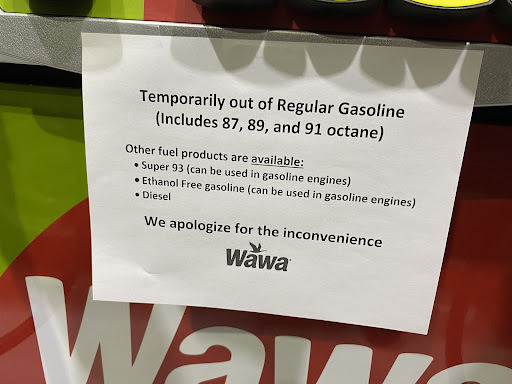 Temporarily out of Regular Gasoline
(Includes 87, 89, and 91 octane)
Other fuel products are available:
• Super 93 (can be used in gasoline engines)
• Ethanol Free gasoline (can be used in gasoline engines)
• Diesel
We apologize for the inconvenience
Wawa
Wawa